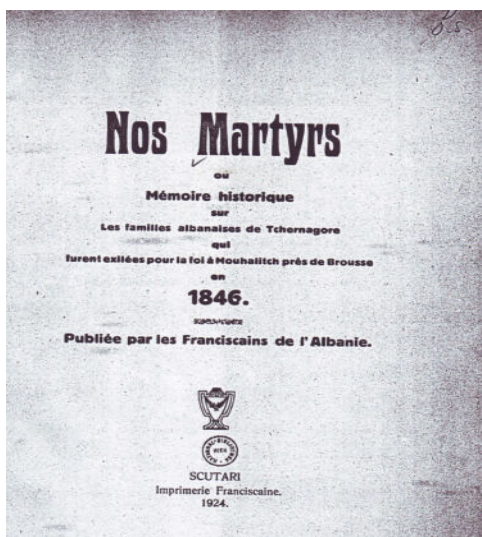 Nos Martyrs
ou
Mémoire historique
sur
Les familles albanaises de Tchernagore
qui
furent exilées pour la foi à Mouhalitch près de Brousse
en
1846.
Publiée par les Franciscains de l'Albanie.
SCUTARI
Imprimerie Franciscaine.
1924.